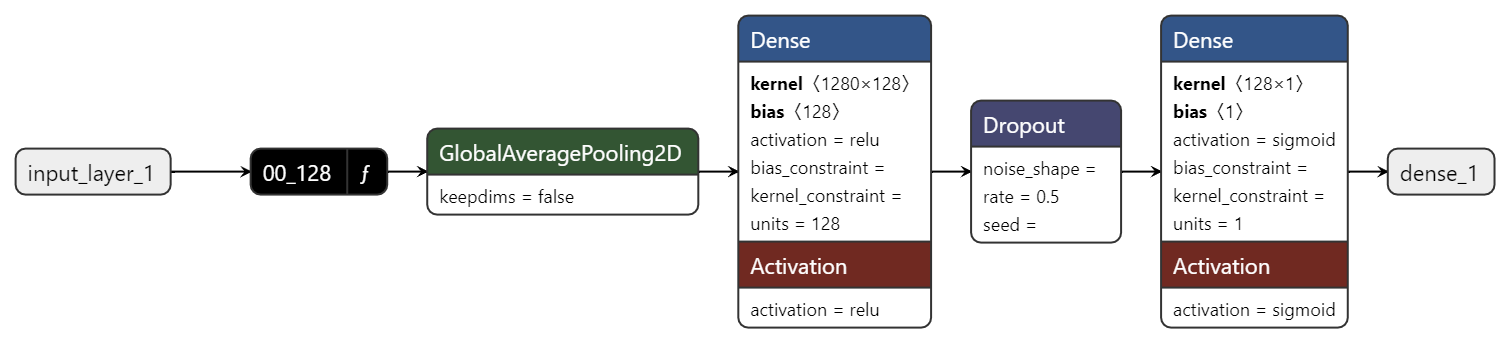 input_layer_1
00_128 ƒ
GlobalAveragePooling2D
keepdims = false
Dense
kernel〈1280×128〉
bias〈128〉
activation = relu
bias_constraint =
kernel_constraint =
units = 128
Activation
activation = relu
Dropout
noise_shape =
rate = 0.5
seed =
Dense
kernel〈128×1〉
bias〈1〉
activation = sigmoid
bias_constraint =
kernel_constraint =
units = 1
Activation
activation = sigmoid
dense_1